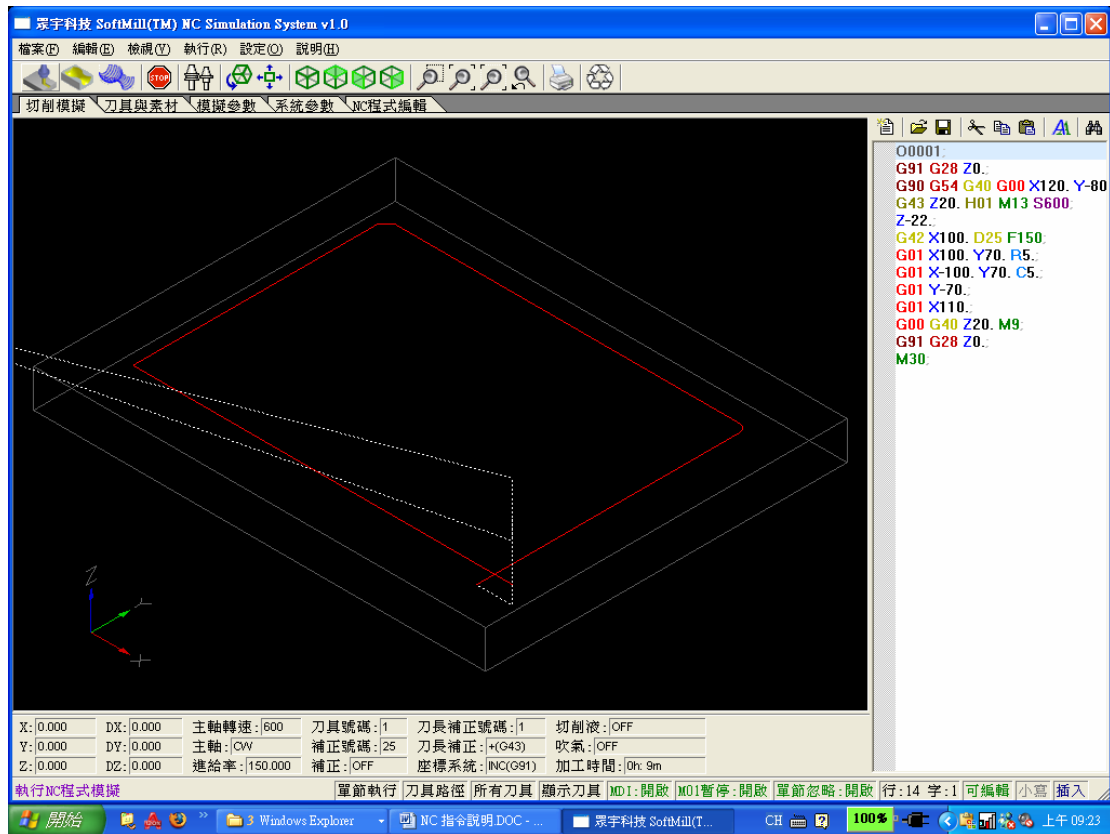 眾宇科技 SoftMill(TM) NC Simulation System v1.0
檔案(F) 編輯(E) 檢視(V) 執行(R) 設定(O) 說明(H)
STOP
切削模擬 刀具與素材 模擬參數 系統參數 NC程式編輯
O0001;
G91 G28 Z0.;
G90 G54 G40 G00 X120. Y-80
G43 Z20. H01 M13 S600;
Z-22.;
G42 X100. D25 F150;
G01 X100. Y70. R5.;
G01 X-100. Y70. C5.;
G01 Y-70.;
G01 X110.;
G00 G40 Z20. M9;
G91 G28 Z0.;
M30;
Z
Y
X
X: 0.000 DX: 0.000 主軸轉速: 600 刀具號碼: 1 刀長補正號碼: 1 切削液: OFF
Y: 0.000 DY: 0.000 主軸: CW 補正號碼: 25 刀長補正: +(G43) 吹氣: OFF
Z: 0.000 DZ: 0.000 進給率: 150.000 補正: OFF 座標系統: INC(G91) 加工時間: 0h: 9m
執行NC程式模擬 單節執行 刀具路徑 所有刀具 顯示刀具 MDI:開啟 M01暫停:開啟 單節忽略:開啟 行:14 字:1 可編輯 小寫 插入
開始 » 3 Windows Explorer NC 指令說明.DOC - ... 眾宇科技 SoftMill(T... CH 100% 上午 09:23